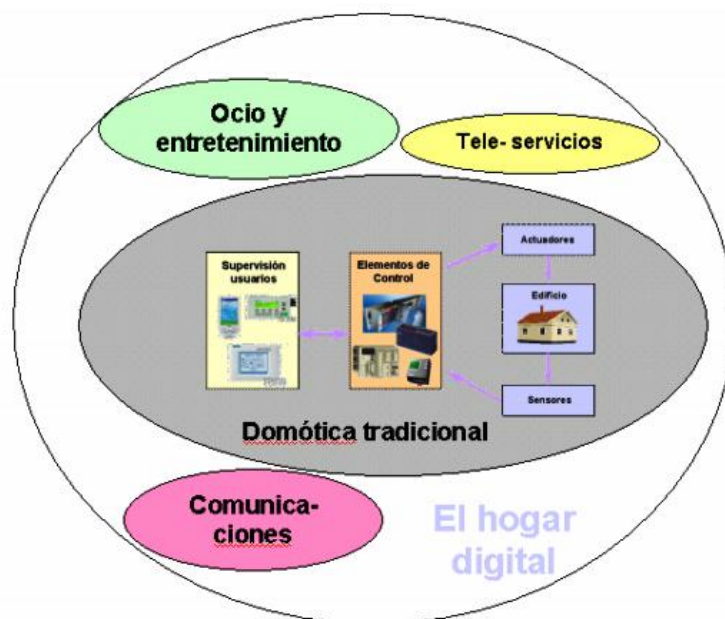 Ocio y
entretenimiento
Tele- servicios
Supervisión
usuarios
Elementos de
Control
Actuadores
Edificio
Sensores
Domótica tradicional
Comunica-
ciones
El hogar
digital